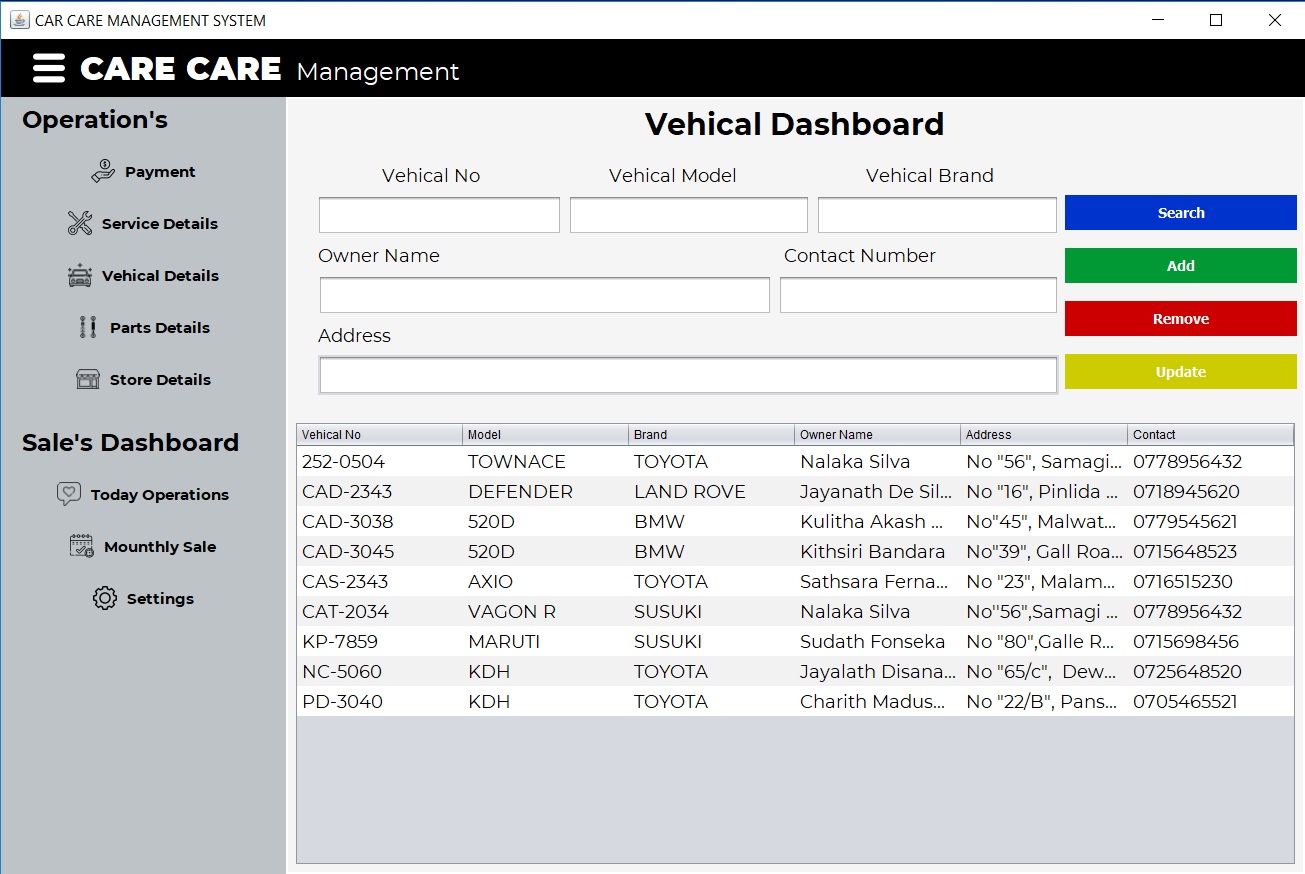 CAR CARE MANAGEMENT SYSTEM
CARE CARE Management
Operation's
Payment
Service Details
Vehical Details
Parts Details
Store Details
Sale's Dashboard
Today Operations
Mounthly Sale
Settings
Vehical Dashboard
Vehical No Vehical Model Vehical Brand
Search
Owner Name Contact Number
Add
Remove
Address
Update
Vehical No Model Brand Owner Name Address Contact
252-0504 TOWNACE TOYOTA Nalaka Silva No "56", Samagi... 0778956432
CAD-2343 DEFENDER LAND ROVE Jayanath De Sil... No "16", Pinlida ... 0718945620
CAD-3038 520D BMW Kulitha Akash ... No"45", Malwat... 0779545621
CAD-3045 520D BMW Kithsiri Bandara No"39", Gall Roa... 0715648523
CAS-2343 AXIO TOYOTA Sathsara Ferna... No "23", Malam... 0716515230
CAT-2034 VAGON R SUSUKI Nalaka Silva No''56",Samagi ... 0778956432
KP-7859 MARUTI SUSUKI Sudath Fonseka No "80",Galle R... 0715698456
NC-5060 KDH TOYOTA Jayalath Disana... No "65/c", Dew... 0725648520
PD-3040 KDH TOYOTA Charith Madus... No "22/B", Pans... 0705465521